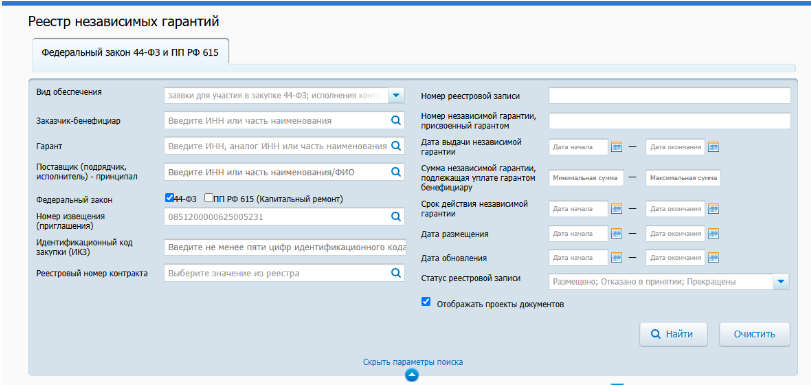 Реестр независимых гарантий
Федеральный закон 44-ФЗ и ПП РФ 615
Вид обеспечения
заявки для участия в закупке 44-ФЗ; исполнения конт
Заказчик-бенефициар
Введите ИНН или часть наименования
Гарант
Введите ИНН, аналог ИНН или часть наименования
Поставщик (подрядчик,
исполнитель) - принципал
Введите ИНН или часть наименования/ФИО
Федеральный закон
44-ФЗ ПП РФ 615 (Капитальный ремонт)
Номер извещения
(приглашения)
0851200000625005231
Идентификационный код
закупки (ИКЗ)
Введите не менее пяти цифр идентификационного кода
Реестровый номер контракта
Выберите значение из реестра
Номер реестровой записи
Номер независимой гарантии,
присвоенный гарантом
Дата выдачи независимой
гарантии
Дата начала — Дата окончания
Сумма независимой гарантии,
подлежащая уплате гарантом
бенефициару
Минимальная сумма — Максимальная сумма
Срок действия независимой
гарантии
Дата начала — Дата окончания
Дата размещения
Дата начала — Дата окончания
Дата обновления
Дата начала — Дата окончания
Статус реестровой записи
Размещено; Отказано в принятии; Прекращены
Отображать проекты документов
Найти
Очистить
Скрыть параметры поиска